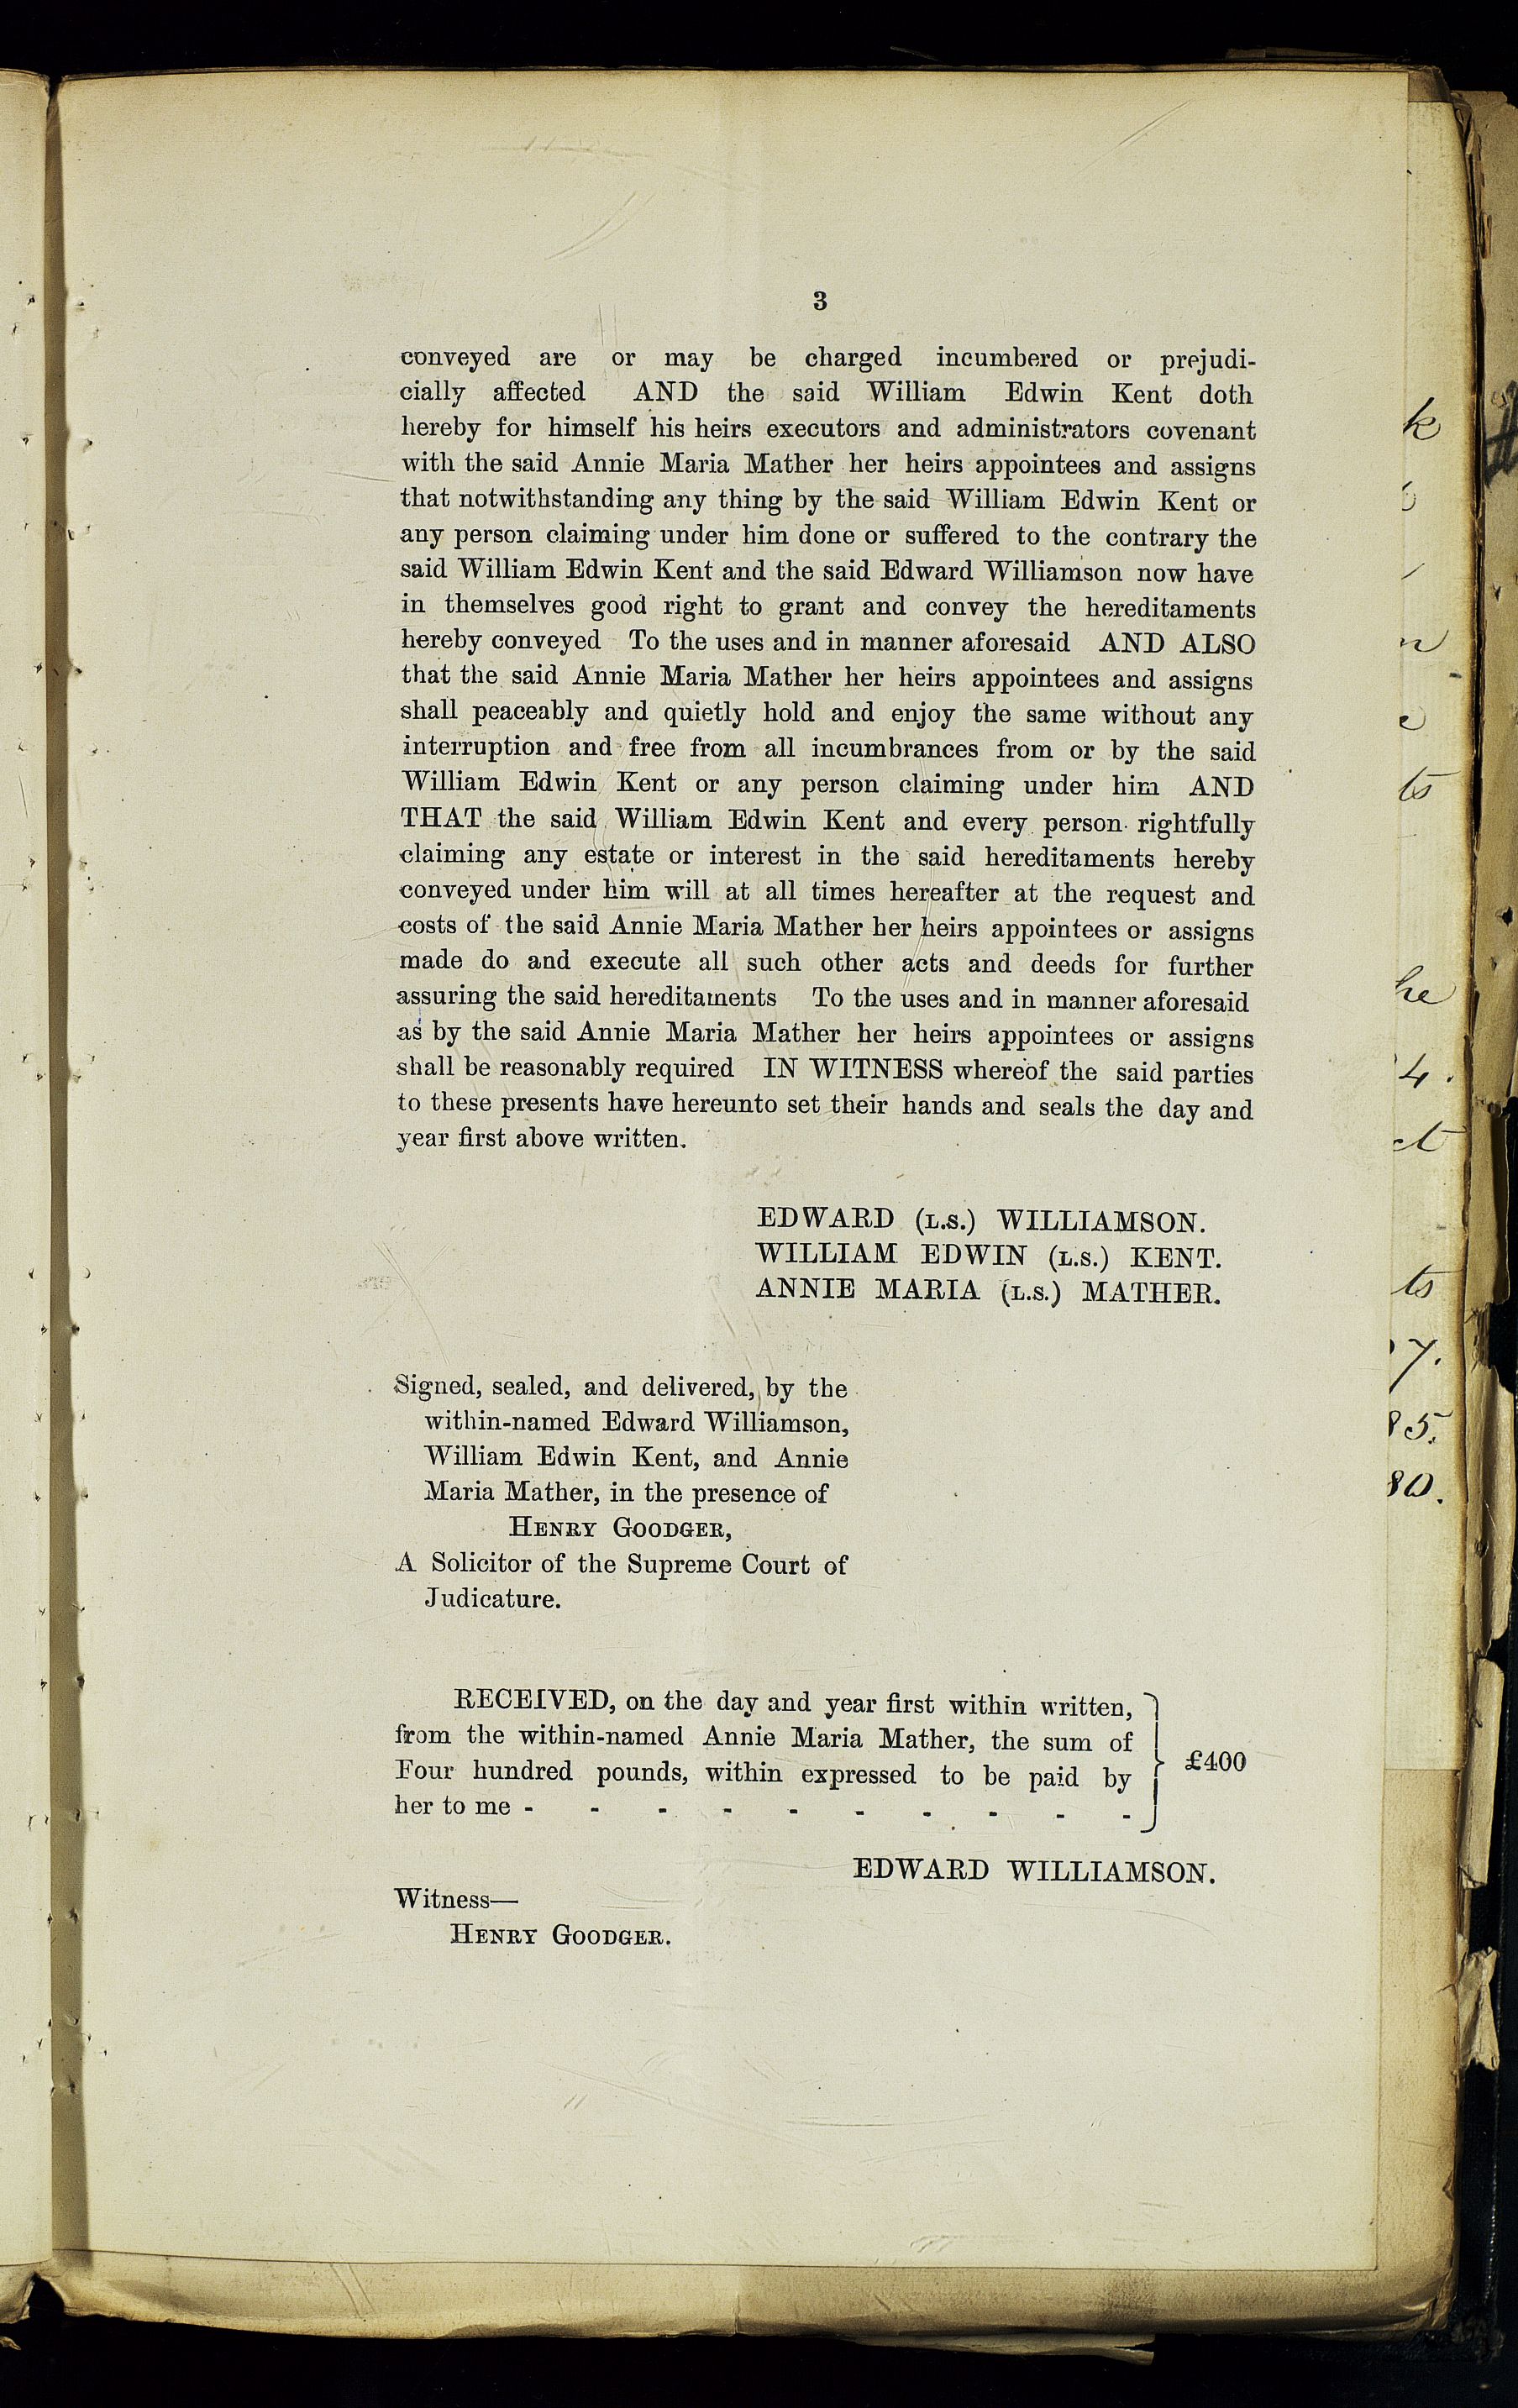 3
conveyed are or may be charged incumbered or prejudi-
cially affected AND the said William Edwin Kent doth
hereby for himself his heirs executors and administrators covenant
with the said Annie Maria Mather her heirs appointees and assigns
that notwithstanding any thing by the said William Edwin Kent or
any person claiming under him done or suffered to the contrary the
said William Edwin Kent and the said Edward Williamson now have
in themselves good right to grant and convey the hereditaments
hereby conveyed To the uses and in manner aforesaid AND ALSO
that the said Annie Maria Mather her heirs appointees and assigns
shall peaceably and quietly hold and enjoy the same without any
interruption and free from all incumbrances from or by the said
William Edwin Kent or any person claiming under him AND
THAT the said William Edwin Kent and every person rightfully
claiming any estate or interest in the said hereditaments hereby
conveyed under him will at all times hereafter at the request and
costs of the said Annie Maria Mather her heirs appointees or assigns
made do and execute all such other acts and deeds for further
assuring the said hereditaments To the uses and in manner aforesaid
as by the said Annie Maria Mather her heirs appointees or assigns
shall be reasonably required IN WITNESS whereof the said parties
to these presents have hereunto set their hands and seals the day and
year first above written.
EDWARD (L.S.) WILLIAMSON.
WILLIAM EDWIN (L.S.) KENT.
ANNIE MARIA (L.S.) MATHER.
Signed, sealed, and delivered, by the
within-named Edward Williamson,
William Edwin Kent, and Annie
Maria Mather, in the presence of
HENRY GOODGER,
A Solicitor of the Supreme Court of
Judicature.
RECEIVED, on the day and year first within written,
from the within-named Annie Maria Mather, the sum of
Four hundred pounds, within expressed to be paid by
her to me - - - - - - - - - -
£400
EDWARD WILLIAMSON.
Witness—
HENRY GOODGER.